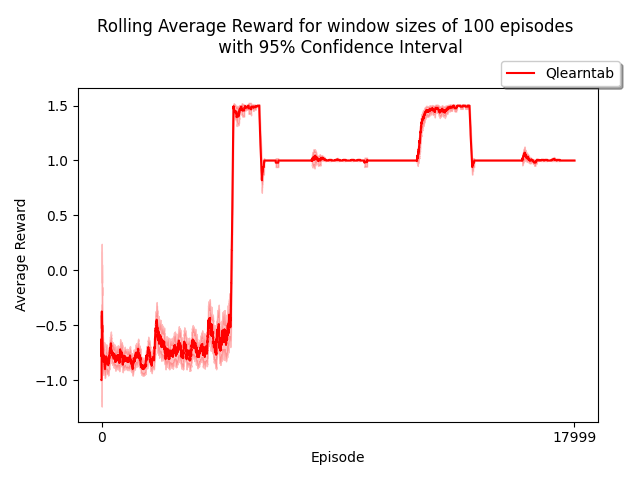 Rolling Average Reward for window sizes of 100 episodes
with 95% Confidence Interval
Qlearntab
1.5
1.0
0.5
0.0
−0.5
−1.0
Average Reward
0
17999
Episode